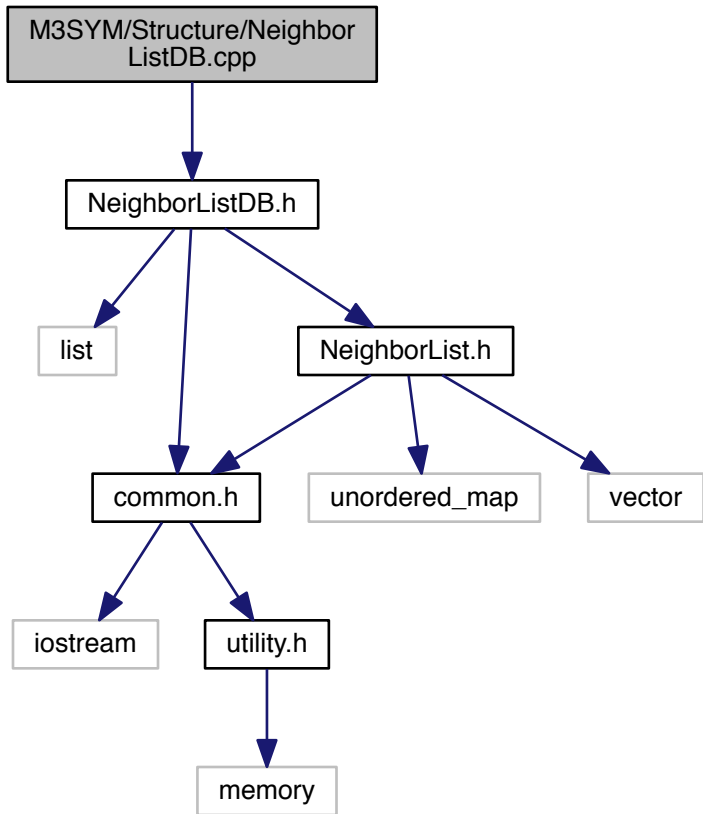 M3SYM/Structure/Neighbor
ListDB.cpp
NeighborListDB.h
list
NeighborList.h
common.h
unordered_map
vector
iostream
utility.h
memory